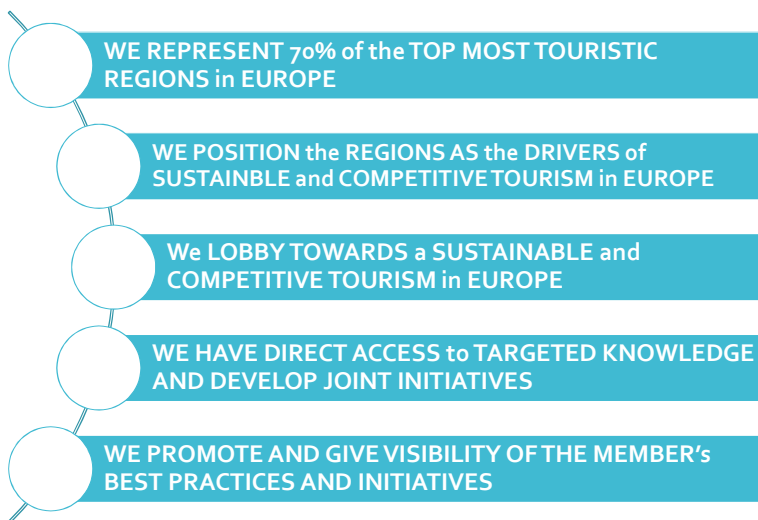 WE REPRESENT 70% of the TOP MOST TOURISTIC
REGIONS in EUROPE
WE POSITION the REGIONS AS the DRIVERS of
SUSTAINBLE and COMPETITIVE TOURISM in EUROPE
We LOBBY TOWARDS a SUSTAINABLE and
COMPETITIVE TOURISM in EUROPE
WE HAVE DIRECT ACCESS to TARGETED KNOWLEDGE
AND DEVELOP JOINT INITIATIVES
WE PROMOTE AND GIVE VISIBILITY OF THE MEMBER's
BEST PRACTICES AND INITIATIVES